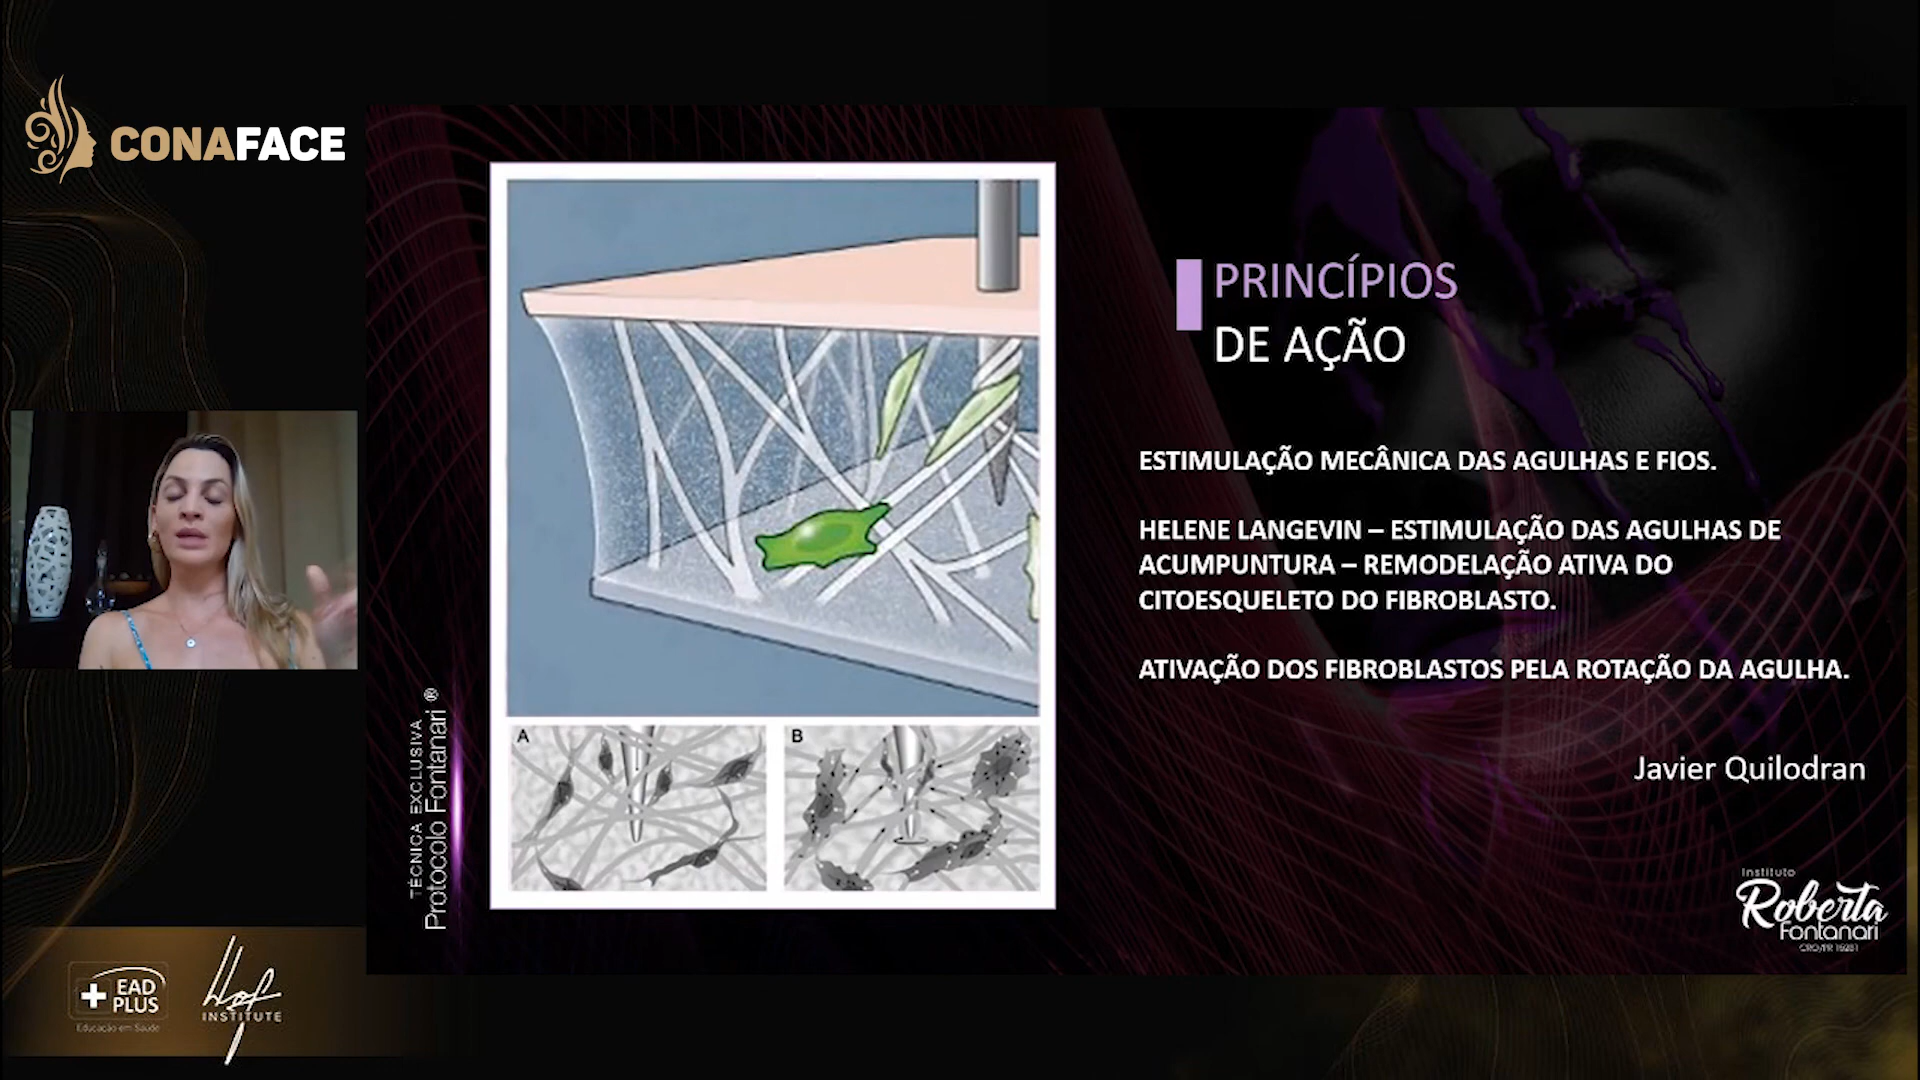 CONAFACE
PRINCÍPIOS
DE AÇÃO
ESTIMULAÇÃO MECÂNICA DAS AGULHAS E FIOS.
HELENE LANGEVIN – ESTIMULAÇÃO DAS AGULHAS DE
ACUMPUNTURA – REMODELAÇÃO ATIVA DO
CITOESQUELETO DO FIBROBLASTO.
ATIVAÇÃO DOS FIBROBLASTOS PELA ROTAÇÃO DA AGULHA.
Javier Quilodran
TÉCNICA EXCLUSIVA
Protocolo Fontanari ®
A
B
Instituto
Roberta
Fontanari
EAD
PLUS
Educação em Saúde
Hof
INSTITUTE